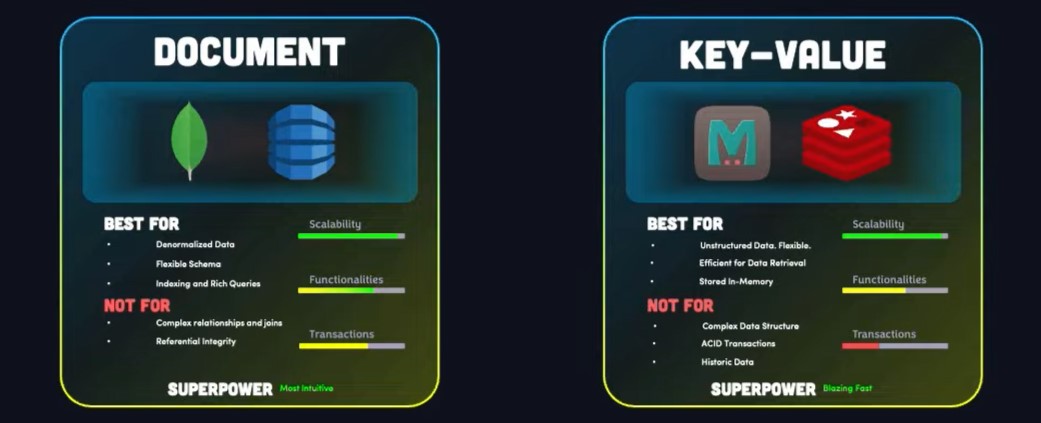 DOCUMENT
BEST FOR
• Denormalized Data
• Flexible Schema
• Indexing and Rich Queries
NOT FOR
• Complex relationships and joins
• Referential Integrity
Scalability
Functionalities
Transactions
SUPERPOWER Most Intuitive
KEY-VALUE
M
BEST FOR
• Unstructured Data. Flexible.
• Efficient for Data Retrieval
• Stored In-Memory
NOT FOR
• Complex Data Structure
• ACID Transactions
• Historic Data
Scalability
Functionalities
Transactions
SUPERPOWER Blazing Fast